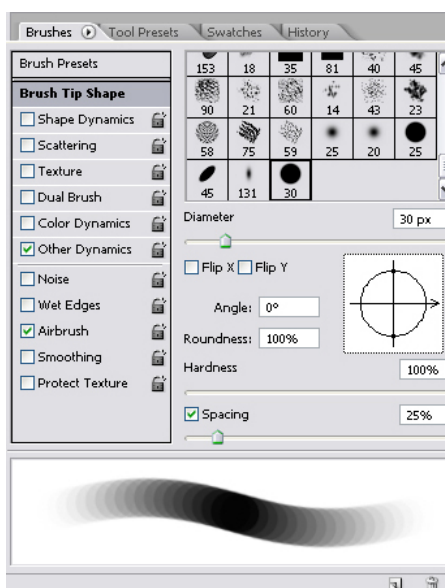 Brushes Tool Presets Swatches History
Brush Presets
Brush Tip Shape
Shape Dynamics
Scattering
Texture
Dual Brush
Color Dynamics
Other Dynamics
Noise
Wet Edges
Airbrush
Smoothing
Protect Texture
153 18 35 81 40 45
90 21 60 14 43 23
58 75 59 25 20 25
45 131 30
Diameter 30 px
Flip X Flip Y
Angle: 0°
Roundness: 100%
Hardness 100%
Spacing 25%